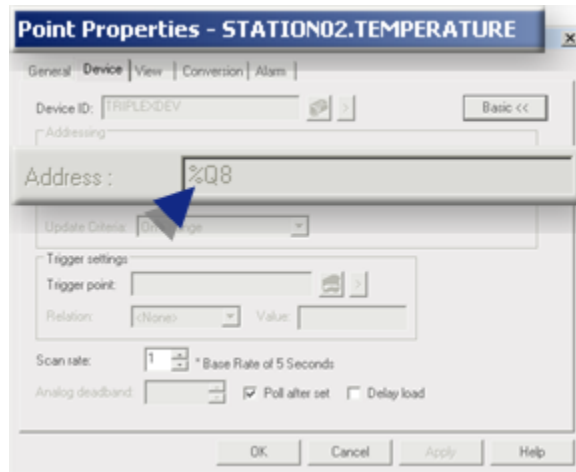 Point Properties - STATION02.TEMPERATURE
General Device View Conversion Alarm
Device ID: TRIPLEXDEV > Basic <<
Addressing
Address : %Q8
Update Criteria: On Change
Trigger settings
Trigger point: >
Relation: <None> Value:
Scan rate: 1 * Base Rate of 5 Seconds
Analog deadband: Poll after set Delay load
OK Cancel Apply Help